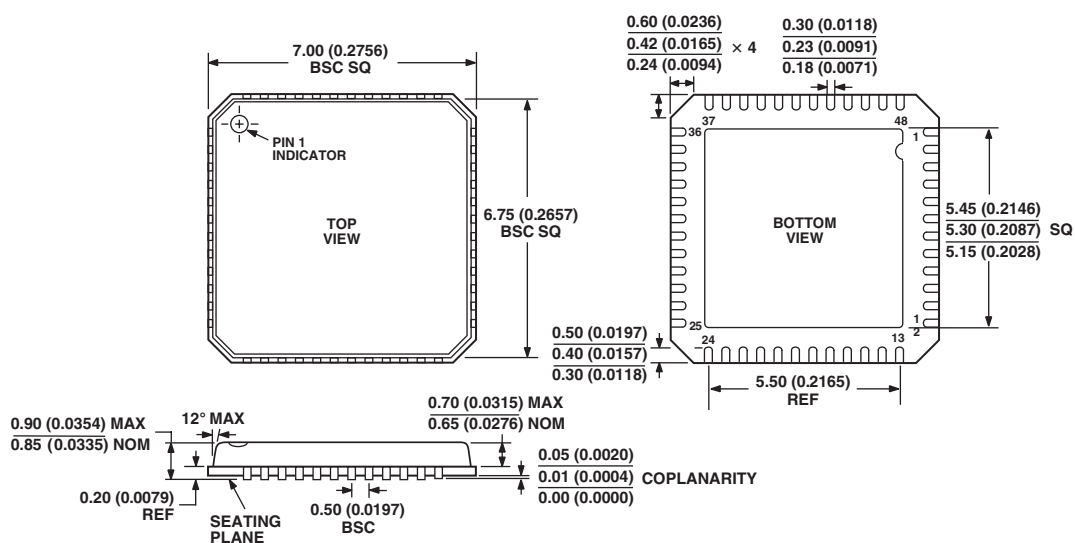 7.00 (0.2756)
BSC SQ
PIN 1
INDICATOR
TOP
VIEW
6.75 (0.2657)
BSC SQ
0.60 (0.0236)
0.42 (0.0165) × 4
0.24 (0.0094)
0.30 (0.0118)
0.23 (0.0091)
0.18 (0.0071)
37
48
36
1
BOTTOM
VIEW
5.45 (0.2146)
5.30 (0.2087) SQ
5.15 (0.2028)
25
1
2
24
13
0.50 (0.0197)
0.40 (0.0157)
0.30 (0.0118)
5.50 (0.2165)
REF
0.90 (0.0354) MAX
0.85 (0.0335) NOM
12° MAX
0.70 (0.0315) MAX
0.65 (0.0276) NOM
0.05 (0.0020)
0.01 (0.0004) COPLANARITY
0.00 (0.0000)
0.20 (0.0079)
REF
SEATING
PLANE
0.50 (0.0197)
BSC